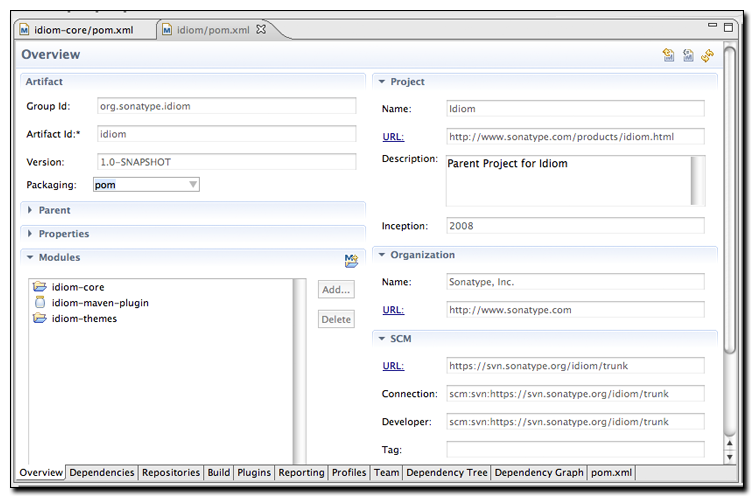 idiom-core/pom.xml
idiom/pom.xml
Overview
Artifact
Group Id: org.sonatype.idiom
Artifact Id:* idiom
Version: 1.0-SNAPSHOT
Packaging: pom
Parent
Properties
Modules
idiom-core
idiom-maven-plugin
idiom-themes
Add...
Delete
Project
Name: Idiom
URL: http://www.sonatype.com/products/idiom.html
Description: Parent Project for Idiom
Inception: 2008
Organization
Name: Sonatype, Inc.
URL: http://www.sonatype.com
SCM
URL: https://svn.sonatype.org/idiom/trunk
Connection: scm:svn:https://svn.sonatype.org/idiom/trunk
Developer: scm:svn:https://svn.sonatype.org/idiom/trunk
Tag:
Overview Dependencies Repositories Build Plugins Reporting Profiles Team Dependency Tree Dependency Graph pom.xml